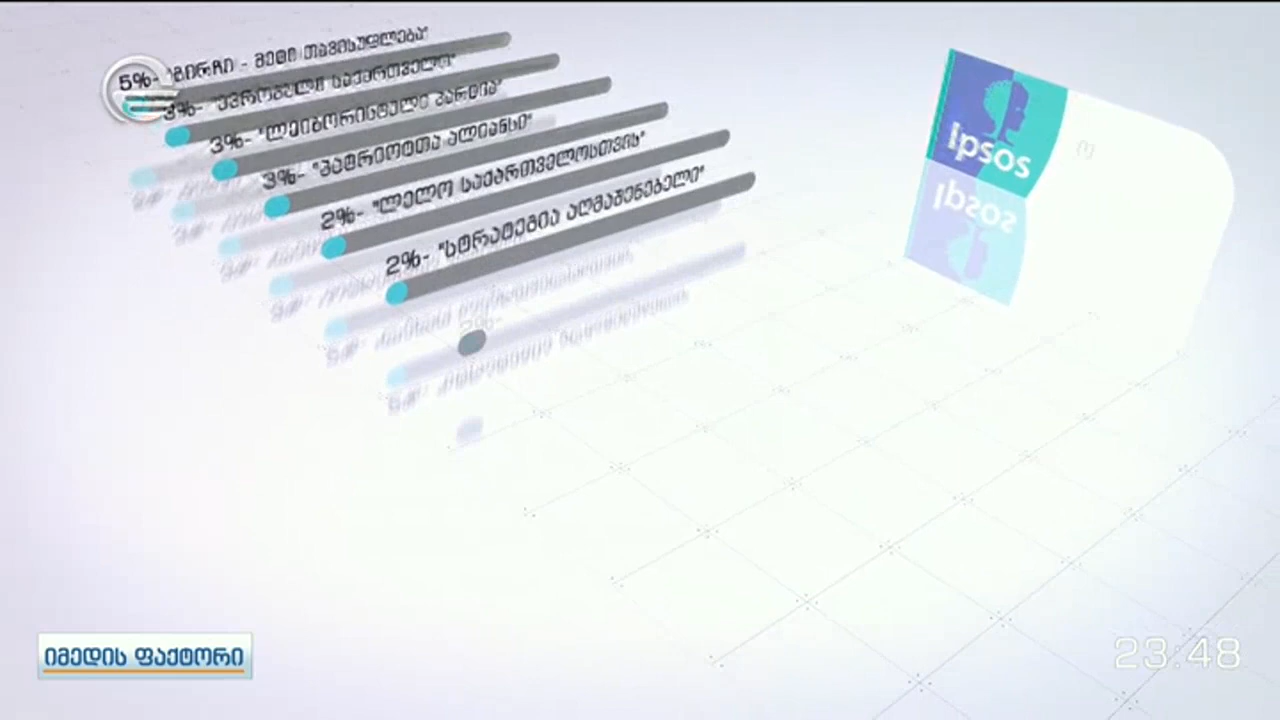 5%- "გირჩი - მეტი თავისუფლება"
3%- "ევროპული საქართველო"
3%- "ლეიბორისტული პარტია"
3%- "პატრიოტთა ალიანსი"
2%- "ლელო საქართველოსთვის"
2%- "სტრატეგია აღმაშენებელი"
2%-
Ipsos
იმედის ფაქტორი
23:48